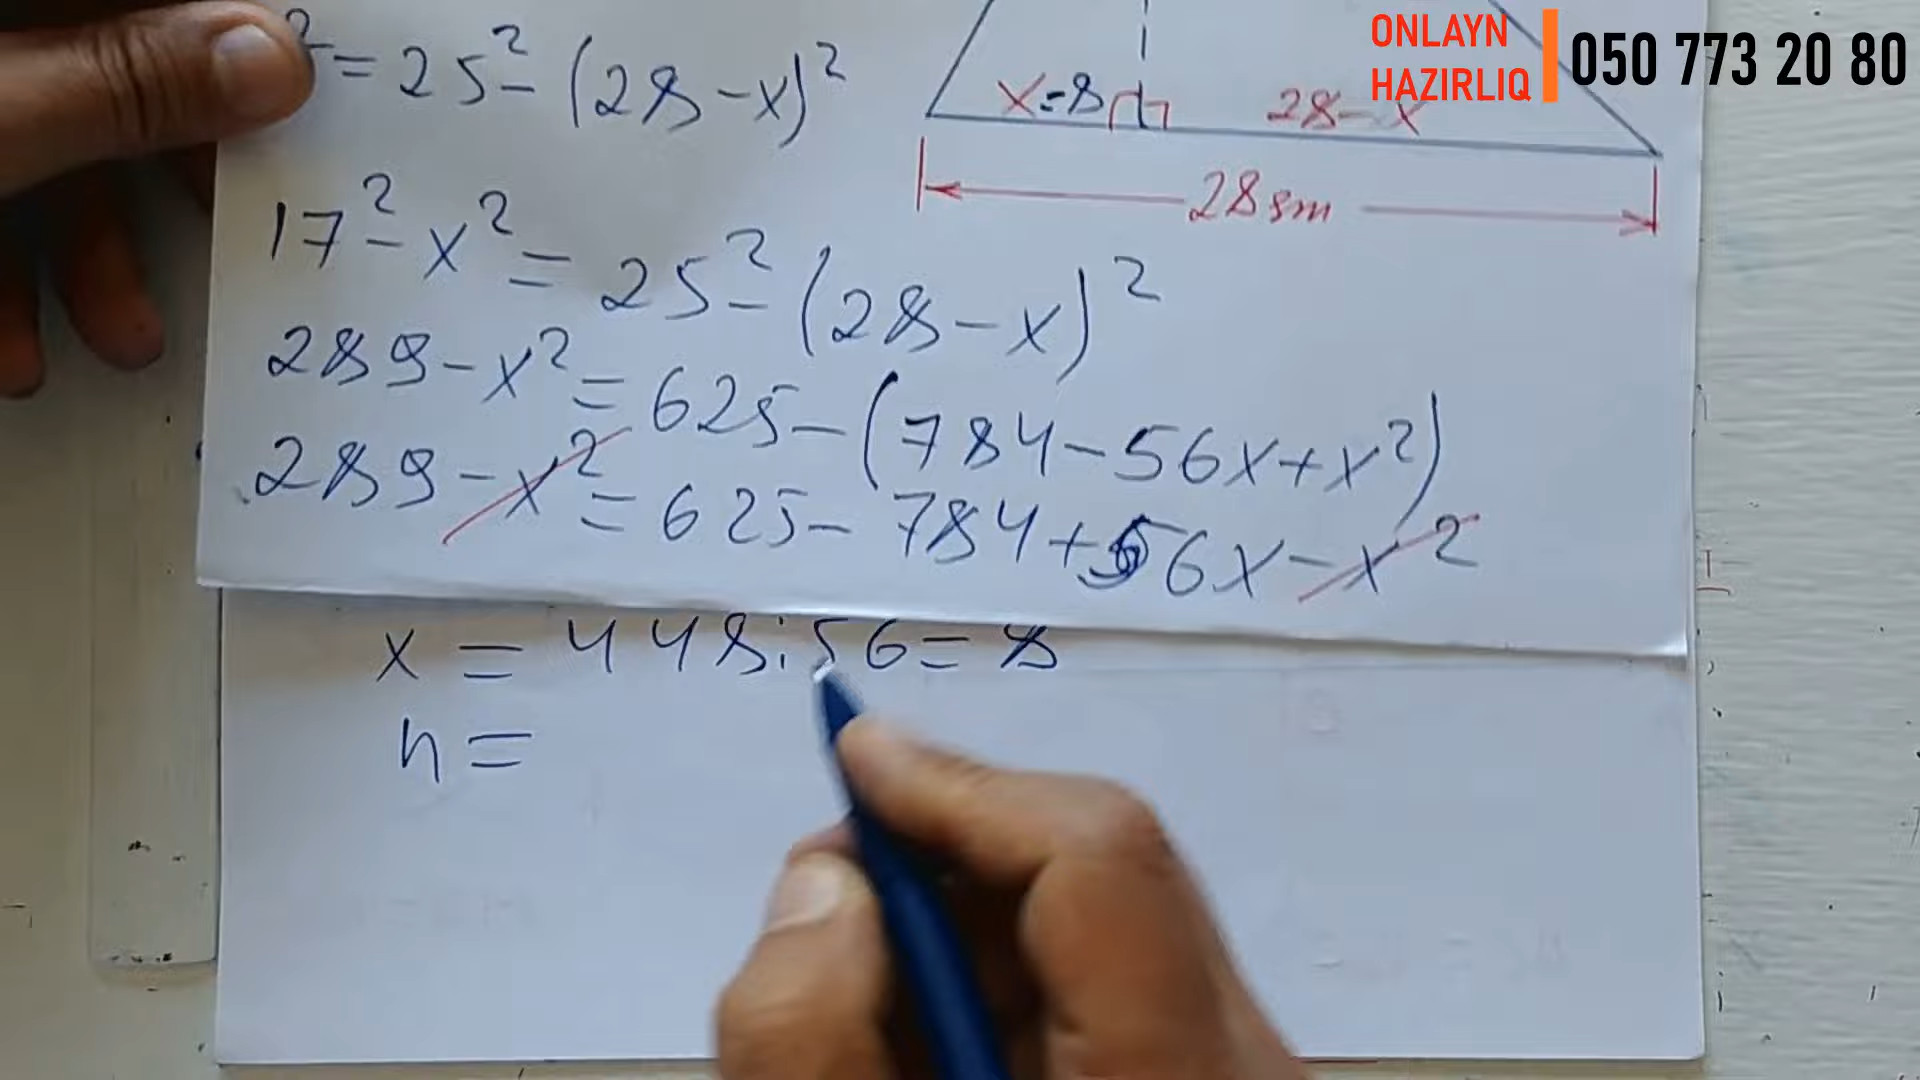 ² = 25² - (28 - x)²
x=8
28-x
28sm
17² - x² = 25² - (28 - x)²
289 - x² = 625 - (784 - 56x + x²)
289 - x² = 625 - 784 + 56x - x²
x = 448:56 = 8
h =
ONLAYN
HAZIRLIQ
050 773 20 80